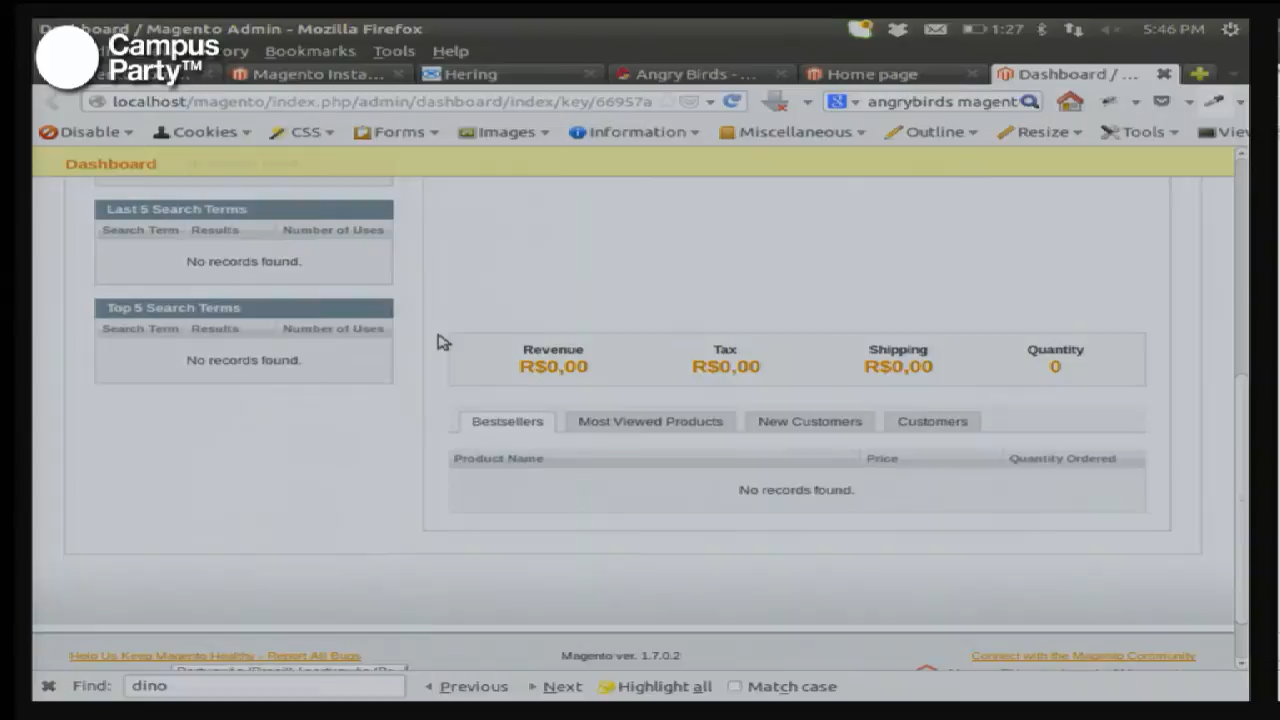 Dashboard / Magento Admin - Mozilla Firefox
1:27
5:46 PM
Campus
Party™
Bookmarks Tools Help
Magento Insta...
Hering
Angry Birds - ...
Home page
Dashboard / ...
localhost/magento/index.php/admin/dashboard/index/key/66957a
angrybirds magent
Disable
Cookies
CSS
Forms
Images
Information
Miscellaneous
Outline
Resize
Tools
View
Dashboard
Last 5 Search Terms
Search Term Results Number of Uses
No records found.
Top 5 Search Terms
Search Term Results Number of Uses
No records found.
Revenue Tax Shipping Quantity
R$0,00 R$0,00 R$0,00 0
Bestsellers Most Viewed Products New Customers Customers
Product Name Price Quantity Ordered
No records found.
Help Us Keep Magento Healthy - Report All Bugs
Magento ver. 1.7.0.2
Connect with the Magento Community
Find: dino Previous Next Highlight all Match case